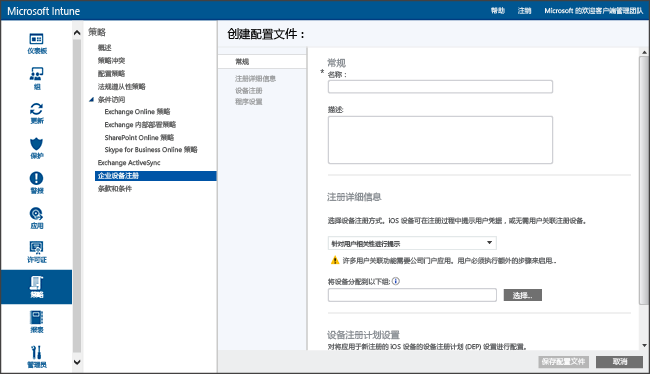 Microsoft Intune
帮助 注销 Microsoft 的欢迎客户端管理团队
仪表板
组
更新
保护
警报
应用
许可证
策略
报表
管理员
策略
概述
策略冲突
配置策略
法规遵从性策略
条件访问
Exchange Online 策略
Exchange 内部部署策略
SharePoint Online 策略
Skype for Business Online 策略
Exchange ActiveSync
企业设备注册
条款和条件
创建配置文件：
常规
注册详细信息
设备注册
程序设置
常规
* 名称：
描述:
注册详细信息
选择设备注册方式。iOS 设备可在注册过程中提示用户凭据，或无需用户关联注册设备。
针对用户相关性进行提示
许多用户关联功能需要公司门户应用。用户必须执行额外的步骤来启用...
将设备分配到以下组:
选择...
设备注册计划设置
对将应用于新注册的 iOS 设备的设备注册计划 (DEP) 设置进行配置。
保存配置文件
取消